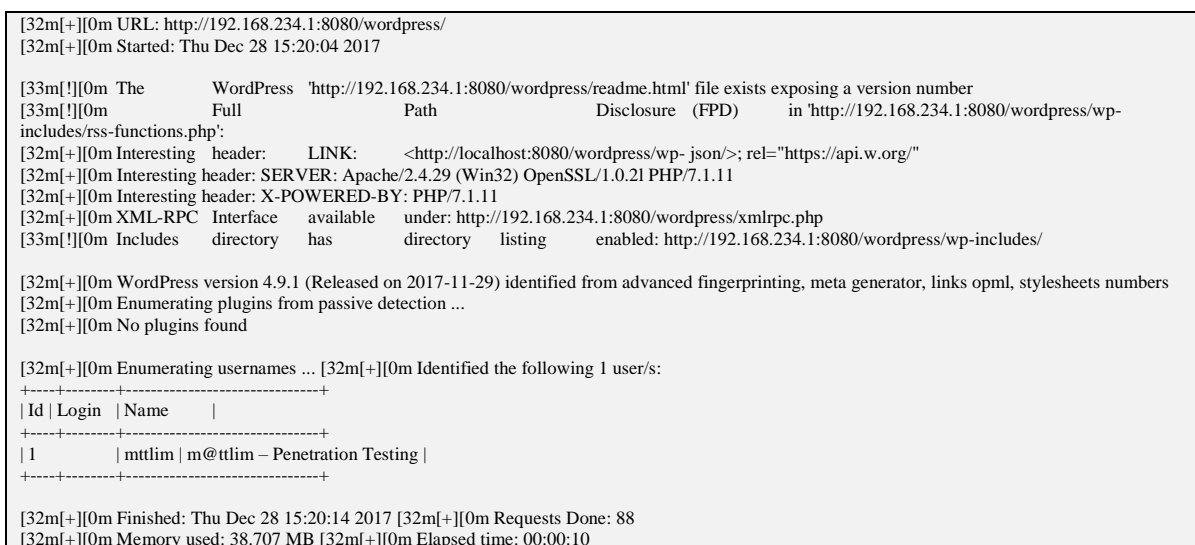 [32m[+][0m URL: http://192.168.234.1:8080/wordpress/
[32m[+][0m Started: Thu Dec 28 15:20:04 2017
[33m[!][0m The WordPress 'http://192.168.234.1:8080/wordpress/readme.html' file exists exposing a version number
[33m[!][0m Full Path Disclosure (FPD) in 'http://192.168.234.1:8080/wordpress/wp-
includes/rss-functions.php':
[32m[+][0m Interesting header: LINK: <http://localhost:8080/wordpress/wp- json/>; rel="https://api.w.org/"
[32m[+][0m Interesting header: SERVER: Apache/2.4.29 (Win32) OpenSSL/1.0.2l PHP/7.1.11
[32m[+][0m Interesting header: X-POWERED-BY: PHP/7.1.11
[32m[+][0m XML-RPC Interface available under: http://192.168.234.1:8080/wordpress/xmlrpc.php
[33m[!][0m Includes directory has directory listing enabled: http://192.168.234.1:8080/wordpress/wp-includes/
[32m[+][0m WordPress version 4.9.1 (Released on 2017-11-29) identified from advanced fingerprinting, meta generator, links opml, stylesheets numbers
[32m[+][0m Enumerating plugins from passive detection ...
[32m[+][0m No plugins found
[32m[+][0m Enumerating usernames ... [32m[+][0m Identified the following 1 user/s:
+----+--------+-------------------------------+
| Id | Login | Name |
+----+--------+-------------------------------+
| 1 | mttlim | m@ttlim – Penetration Testing |
+----+--------+-------------------------------+
[32m[+][0m Finished: Thu Dec 28 15:20:14 2017 [32m[+][0m Requests Done: 88
[32m[+][0m Memory used: 38.707 MB [32m[+][0m Elapsed time: 00:00:10